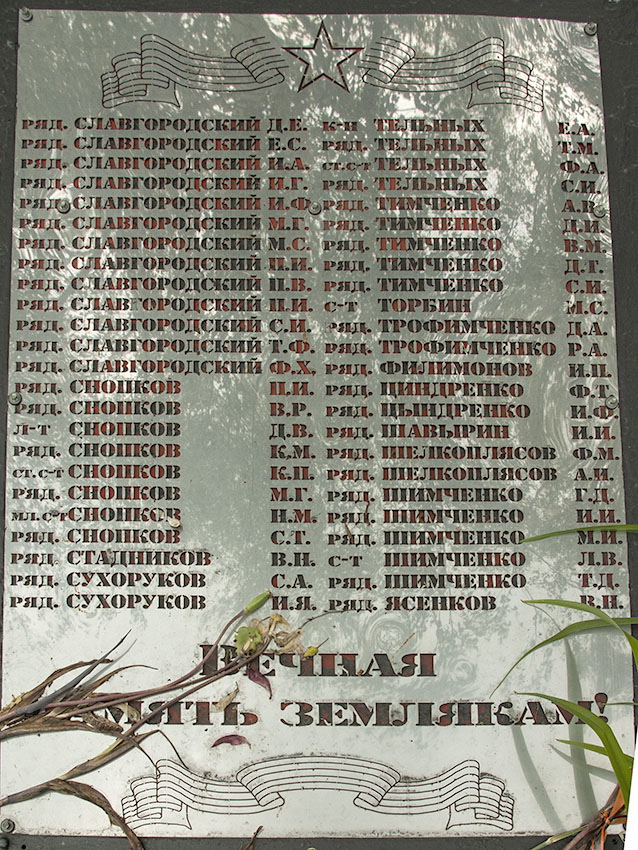 ряд. СЛАВГОРОДСКИЙ Д.Е.
ряд. СЛАВГОРОДСКИЙ Е.С.
ряд. СЛАВГОРОДСКИЙ И.А.
ряд. СЛАВГОРОДСКИЙ И.Г.
ряд. СЛАВГОРОДСКИЙ И.Ф.
ряд. СЛАВГОРОДСКИЙ М.Г.
ряд. СЛАВГОРОДСКИЙ М.С.
ряд. СЛАВГОРОДСКИЙ П.И.
ряд. СЛАВГОРОДСКИЙ П.В.
ряд. СЛАВГОРОДСКИЙ П.И.
ряд. СЛАВГОРОДСКИЙ С.И.
ряд. СЛАВГОРОДСКИЙ Т.Ф.
ряд. СЛАВГОРОДСКИЙ Ф.Х.
ряд. СНОПКОВ П.И.
ряд. СНОПКОВ В.Р.
л-т СНОПКОВ Д.В.
ряд. СНОПКОВ К.М.
ст.с-т СНОПКОВ К.П.
ряд. СНОПКОВ М.Г.
мл.с-т СНОПКОВ Н.М.
ряд. СНОПКОВ С.Т.
ряд. СТАДНИКОВ В.Н.
ряд. СУХОРУКОВ С.А.
ряд. СУХОРУКОВ И.Я.
к-н ТЕЛЬНЫХ Е.А.
ряд. ТЕЛЬНЫХ Т.М.
ст.с-т ТЕЛЬНЫХ Ф.А.
ряд. ТЕЛЬНЫХ С.И.
ряд. ТИМЧЕНКО А.В.
ряд. ТИМЧЕНКО Д.И.
ряд. ТИМЧЕНКО В.М.
ряд. ТИМЧЕНКО Д.Т.
ряд. ТИМЧЕНКО С.И.
с-т ТОРБИН М.С.
ряд. ТРОФИМЧЕНКО Д.А.
ряд. ТРОФИМЧЕНКО Р.А.
ряд. ФИЛИМОНОВ И.П.
ряд. ЦИНДРЕНКО Ф.Т.
ряд. ЦЫНДРЕНКО И.Ф.
ряд. ШАВЫРИН И.И.
ряд. ШЕЛКОПЛЯСОВ Ф.М.
ряд. ШЕЛКОПЛЯСОВ А.И.
ряд. ШИМЧЕНКО Г.Д.
ряд. ШИМЧЕНКО И.И.
ряд. ШИМЧЕНКО М.И.
с-т ШИМЧЕНКО Л.В.
ряд. ШИМЧЕНКО Т.Д.
ряд. ЯСЕНКОВ В.Н.
ВЕЧНАЯ
ПАМЯТЬ ЗЕМЛЯКАМ!